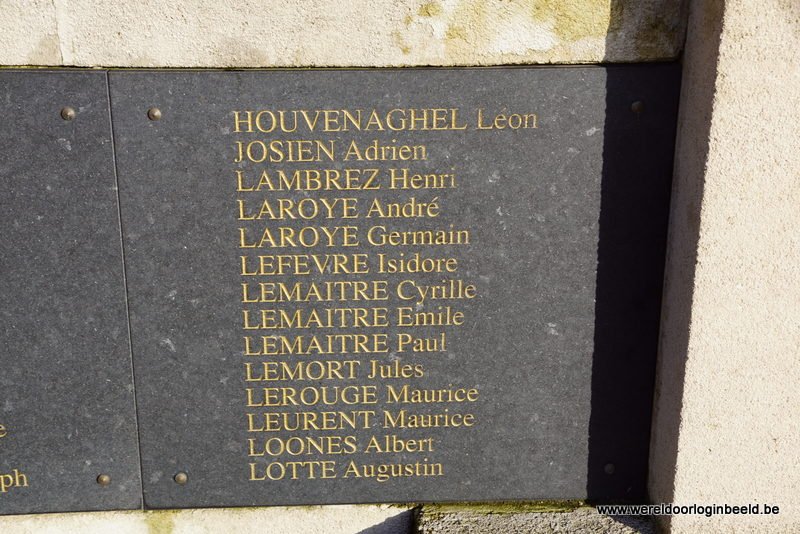 HOUVENAGHEL Léon
JOSIEN Adrien
LAMBREZ Henri
LAROYE André
LAROYE Germain
LEFEVRE Isidore
LEMAITRE Cyrille
LEMAITRE Emile
LEMAITRE Paul
LEMORT Jules
LEROUGE Maurice
LEURENT Maurice
LOONES Albert
LOTTE Augustin
www.wereldoorloginbeeld.be